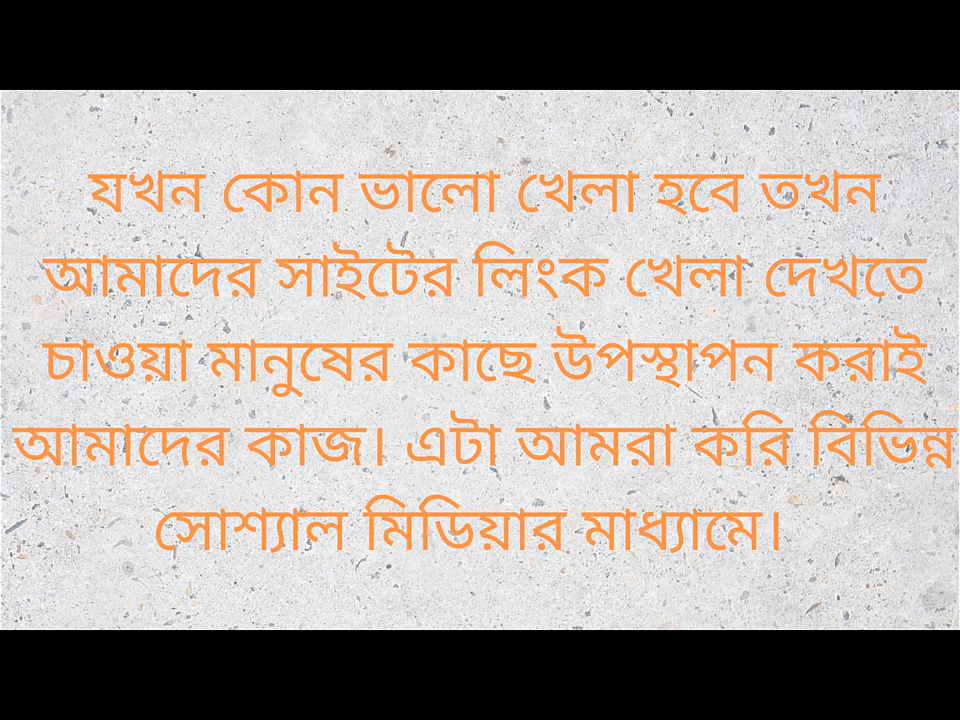 যখন কোন ভালো খেলা হবে তখন
আমাদের সাইটের লিংক খেলা দেখতে
চাওয়া মানুষের কাছে উপস্থাপন করাই
আমাদের কাজ। এটা আমরা করি বিভিন্ন
সোশ্যাল মিডিয়ার মাধ্যামে।